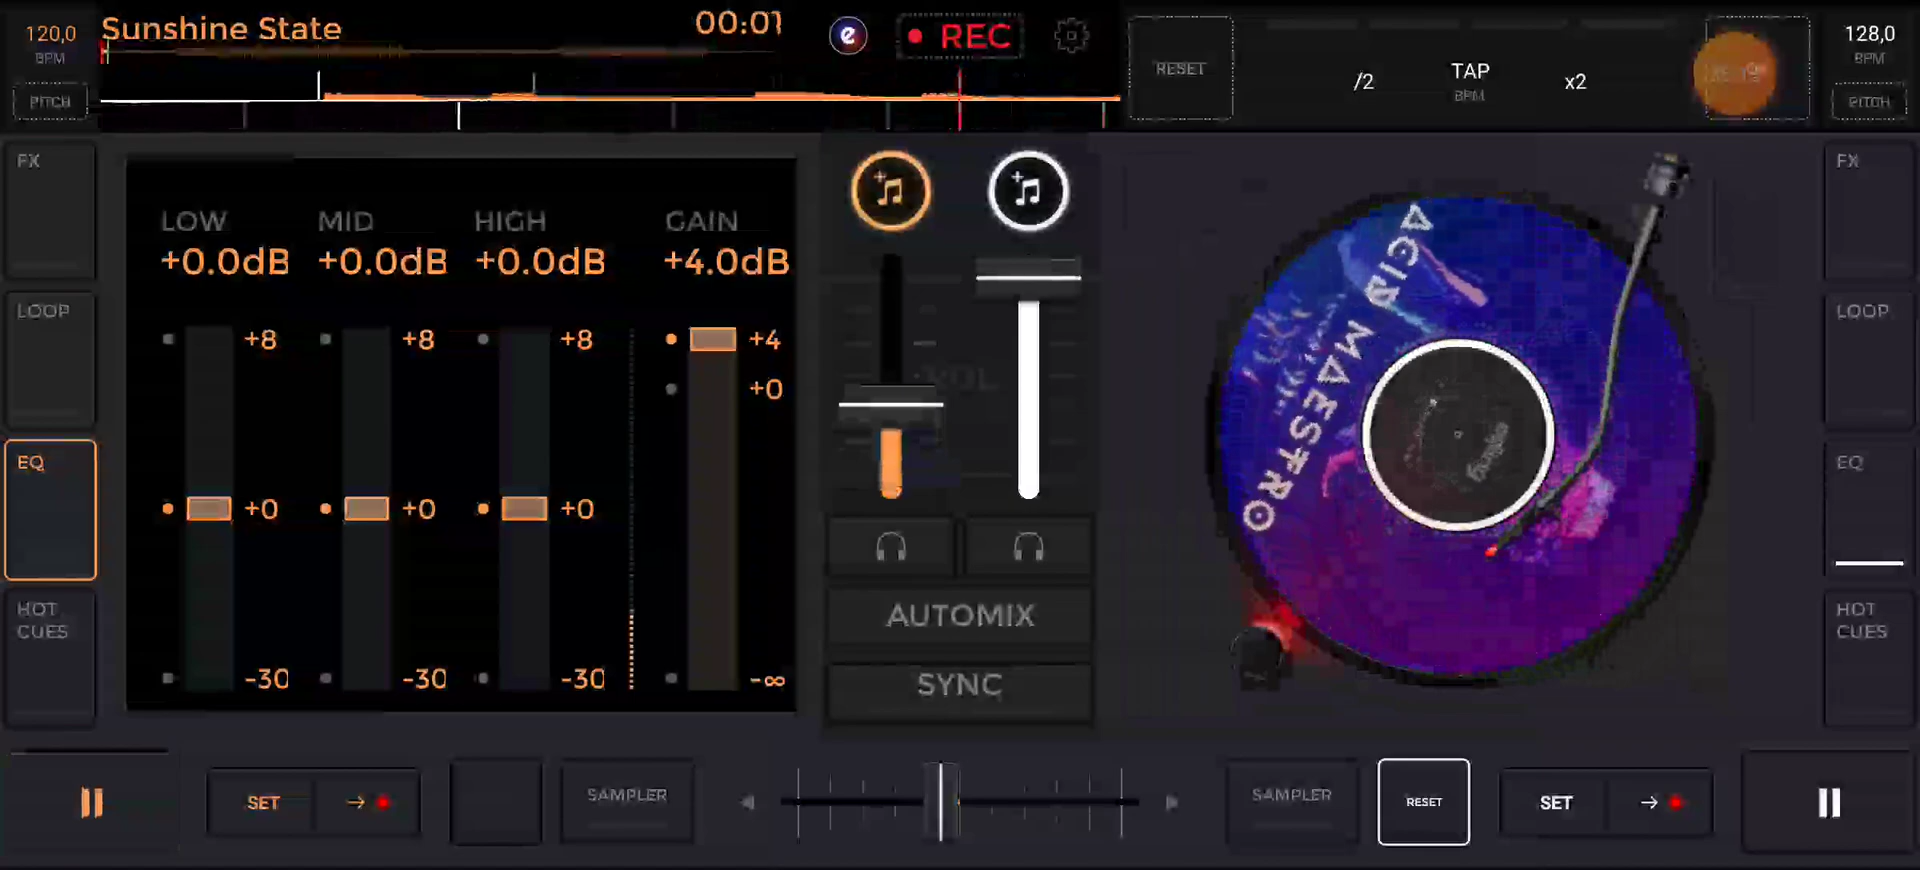 120,0
BPM
PITCH
Sunshine State
00:01
e
REC
RESET
/2
TAP
BPM
x2
128,0
BPM
PITCH
FX
LOOP
EQ
HOT
CUES
LOW MID HIGH GAIN
+0.0dB +0.0dB +0.0dB +4.0dB
+8 +8 +8 +4
+0
+0 +0 +0
-30 -30 -30 -∞
VOL
AUTOMIX
SYNC
ACID MAESTRO
FX
LOOP
EQ
HOT
CUES
SET
SAMPLER
SAMPLER
RESET
SET